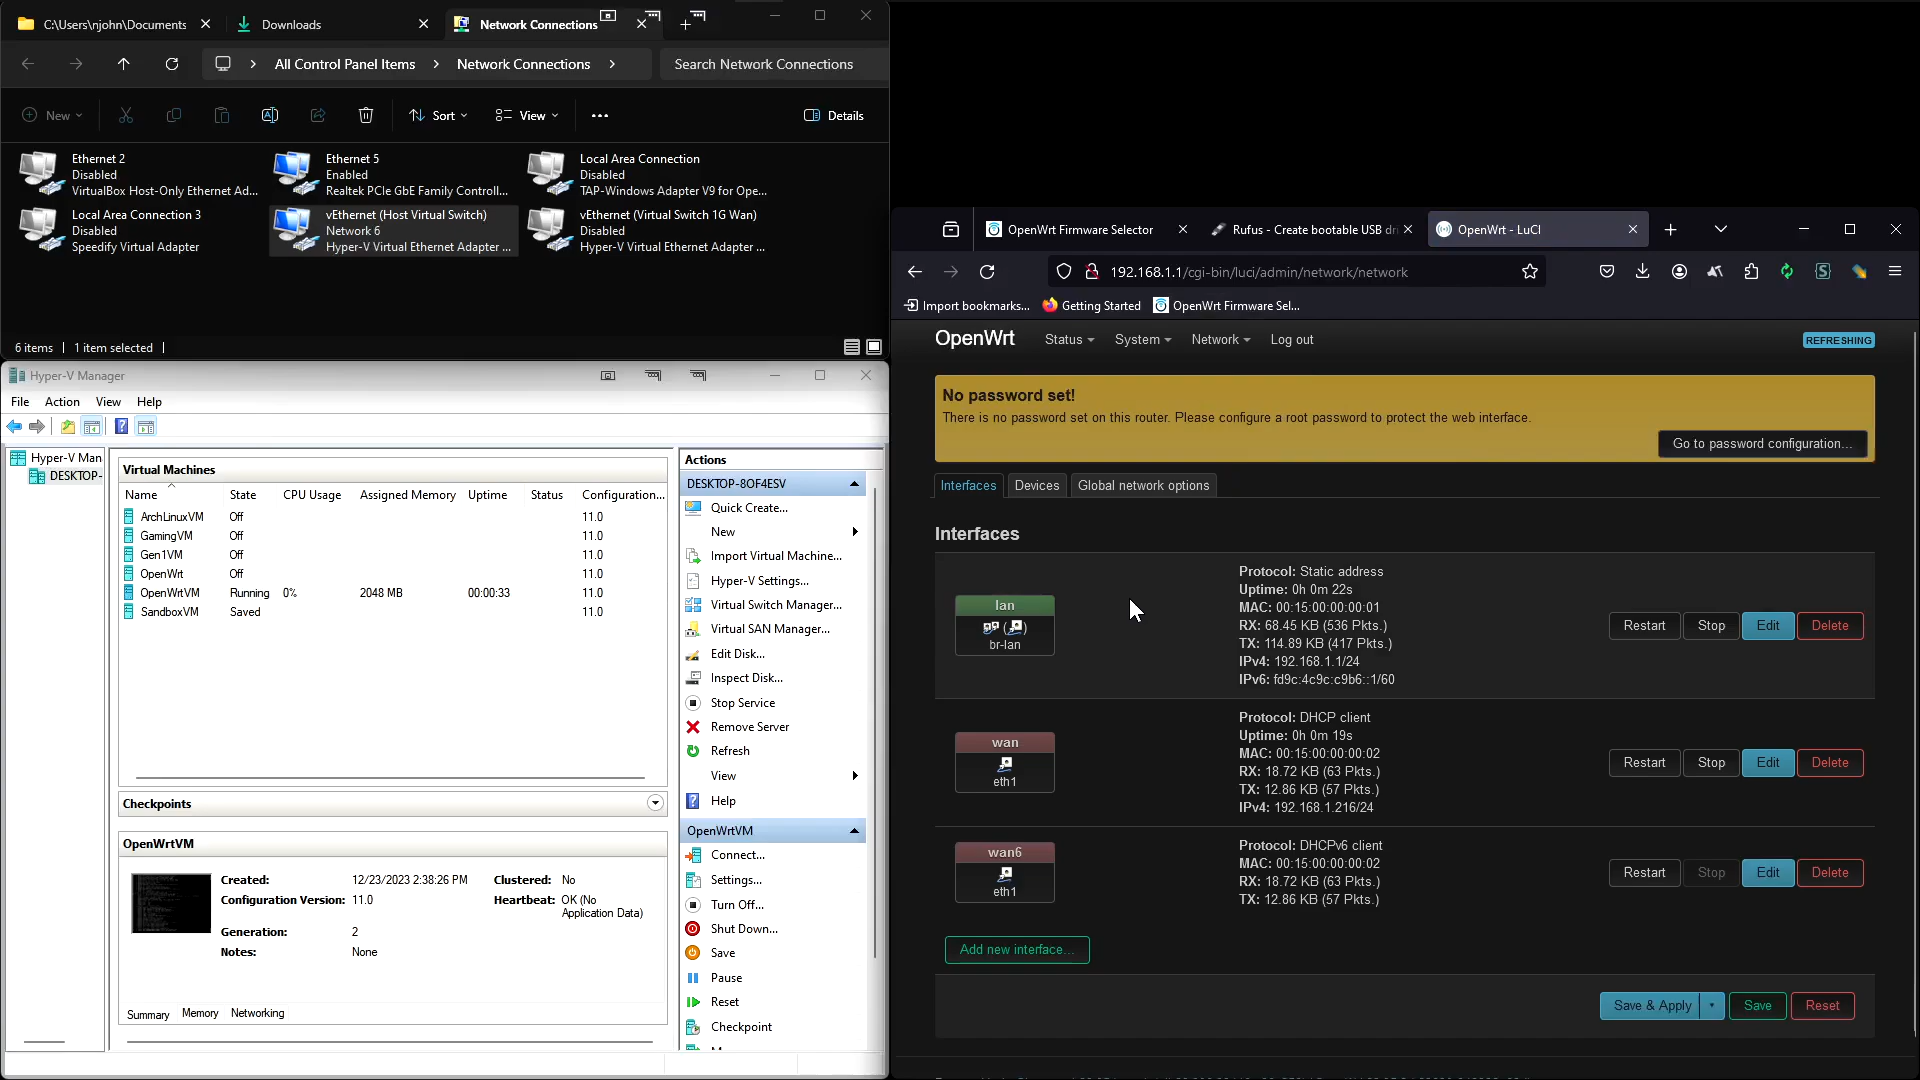 C:\Users\njohn\Documents
Downloads
Network Connections
All Control Panel Items
Network Connections
Search Network Connections
New
Sort
View
Details
Ethernet 2
Disabled
VirtualBox Host-Only Ethernet Ad...
Ethernet 5
Enabled
Realtek PCIe GbE Family Controll...
Local Area Connection
Disabled
TAP-Windows Adapter V9 for Ope...
Local Area Connection 3
Disabled
Speedify Virtual Adapter
vEthernet (Host Virtual Switch)
Network 6
Hyper-V Virtual Ethernet Adapter ...
vEthernet (Virtual Switch 1G Wan)
Disabled
Hyper-V Virtual Ethernet Adapter ...
6 items
1 item selected
Hyper-V Manager
File Action View Help
Hyper-V Man
DESKTOP-
Virtual Machines
Name State CPU Usage Assigned Memory Uptime Status Configuration...
ArchLinuxVM Off 11.0
GamingVM Off 11.0
Gen1VM Off 11.0
OpenWrt Off 11.0
OpenWrtVM Running 0% 2048 MB 00:00:33 11.0
SandboxVM Saved 11.0
Checkpoints
OpenWrtVM
Created: 12/23/2023 2:38:26 PM Clustered: No
Configuration Version: 11.0 Heartbeat: OK (No
Application Data)
Generation: 2
Notes: None
Summary Memory Networking
Actions
DESKTOP-8OF4ESV
Quick Create...
New
Import Virtual Machine...
Hyper-V Settings...
Virtual Switch Manager...
Virtual SAN Manager...
Edit Disk...
Inspect Disk...
Stop Service
Remove Server
Refresh
View
Help
OpenWrtVM
Connect...
Settings...
Turn Off...
Shut Down...
Save
Pause
Reset
Checkpoint
OpenWrt Firmware Selector
Rufus - Create bootable USB dri
OpenWrt - LuCI
192.168.1.1/cgi-bin/luci/admin/network/network
Import bookmarks...
Getting Started
OpenWrt Firmware Sel...
OpenWrt Status System Network Log out
REFRESHING
No password set!
There is no password set on this router. Please configure a root password to protect the web interface.
Go to password configuration...
Interfaces Devices Global network options
Interfaces
lan
br-lan
Protocol: Static address
Uptime: 0h 0m 22s
MAC: 00:15:00:00:00:01
RX: 68.45 KB (536 Pkts.)
TX: 114.89 KB (417 Pkts.)
IPv4: 192.168.1.1/24
IPv6: fd9c:4c9c:c9b6::1/60
Restart Stop Edit Delete
wan
eth1
Protocol: DHCP client
Uptime: 0h 0m 19s
MAC: 00:15:00:00:00:02
RX: 18.72 KB (63 Pkts.)
TX: 12.86 KB (57 Pkts.)
IPv4: 192.168.1.216/24
Restart Stop Edit Delete
wan6
eth1
Protocol: DHCPv6 client
MAC: 00:15:00:00:00:02
RX: 18.72 KB (63 Pkts.)
TX: 12.86 KB (57 Pkts.)
Restart Stop Edit Delete
Add new interface...
Save & Apply Save Reset